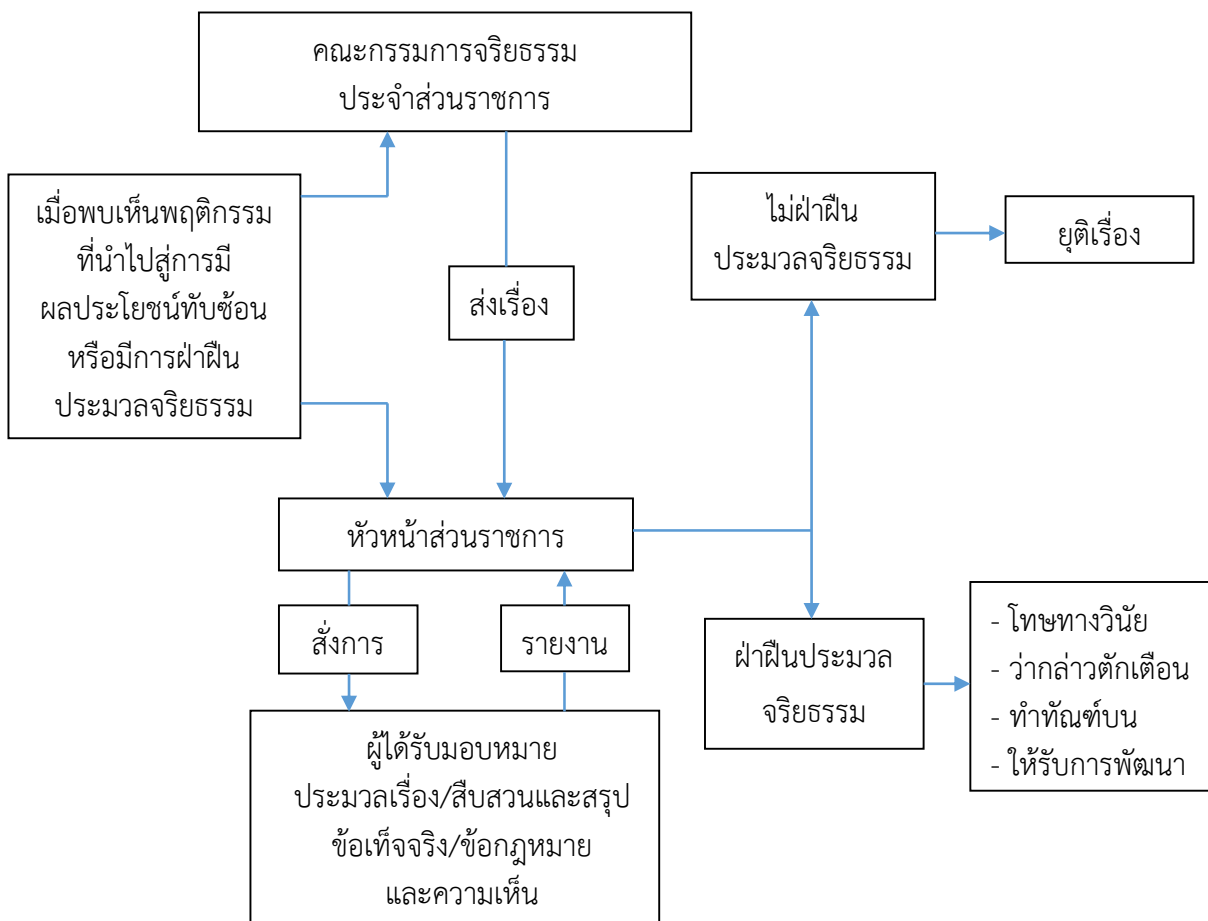 คณะกรรมการจริยธรรม
ประจำส่วนราชการ
เมื่อพบเห็นพฤติกรรม
ที่นำไปสู่การมี
ผลประโยชน์ทับซ้อน
หรือมีการฝ่าฝืน
ประมวลจริยธรรม
ส่งเรื่อง
ไม่ฝ่าฝืน
ประมวลจริยธรรม
ยุติเรื่อง
หัวหน้าส่วนราชการ
สั่งการ
รายงาน
ฝ่าฝืนประมวล
จริยธรรม
- โทษทางวินัย
- ว่ากล่าวตักเตือน
- ทำทัณฑ์บน
- ให้รับการพัฒนา
ผู้ได้รับมอบหมาย
ประมวลเรื่อง/สืบสวนและสรุป
ข้อเท็จจริง/ข้อกฎหมาย
และความเห็น